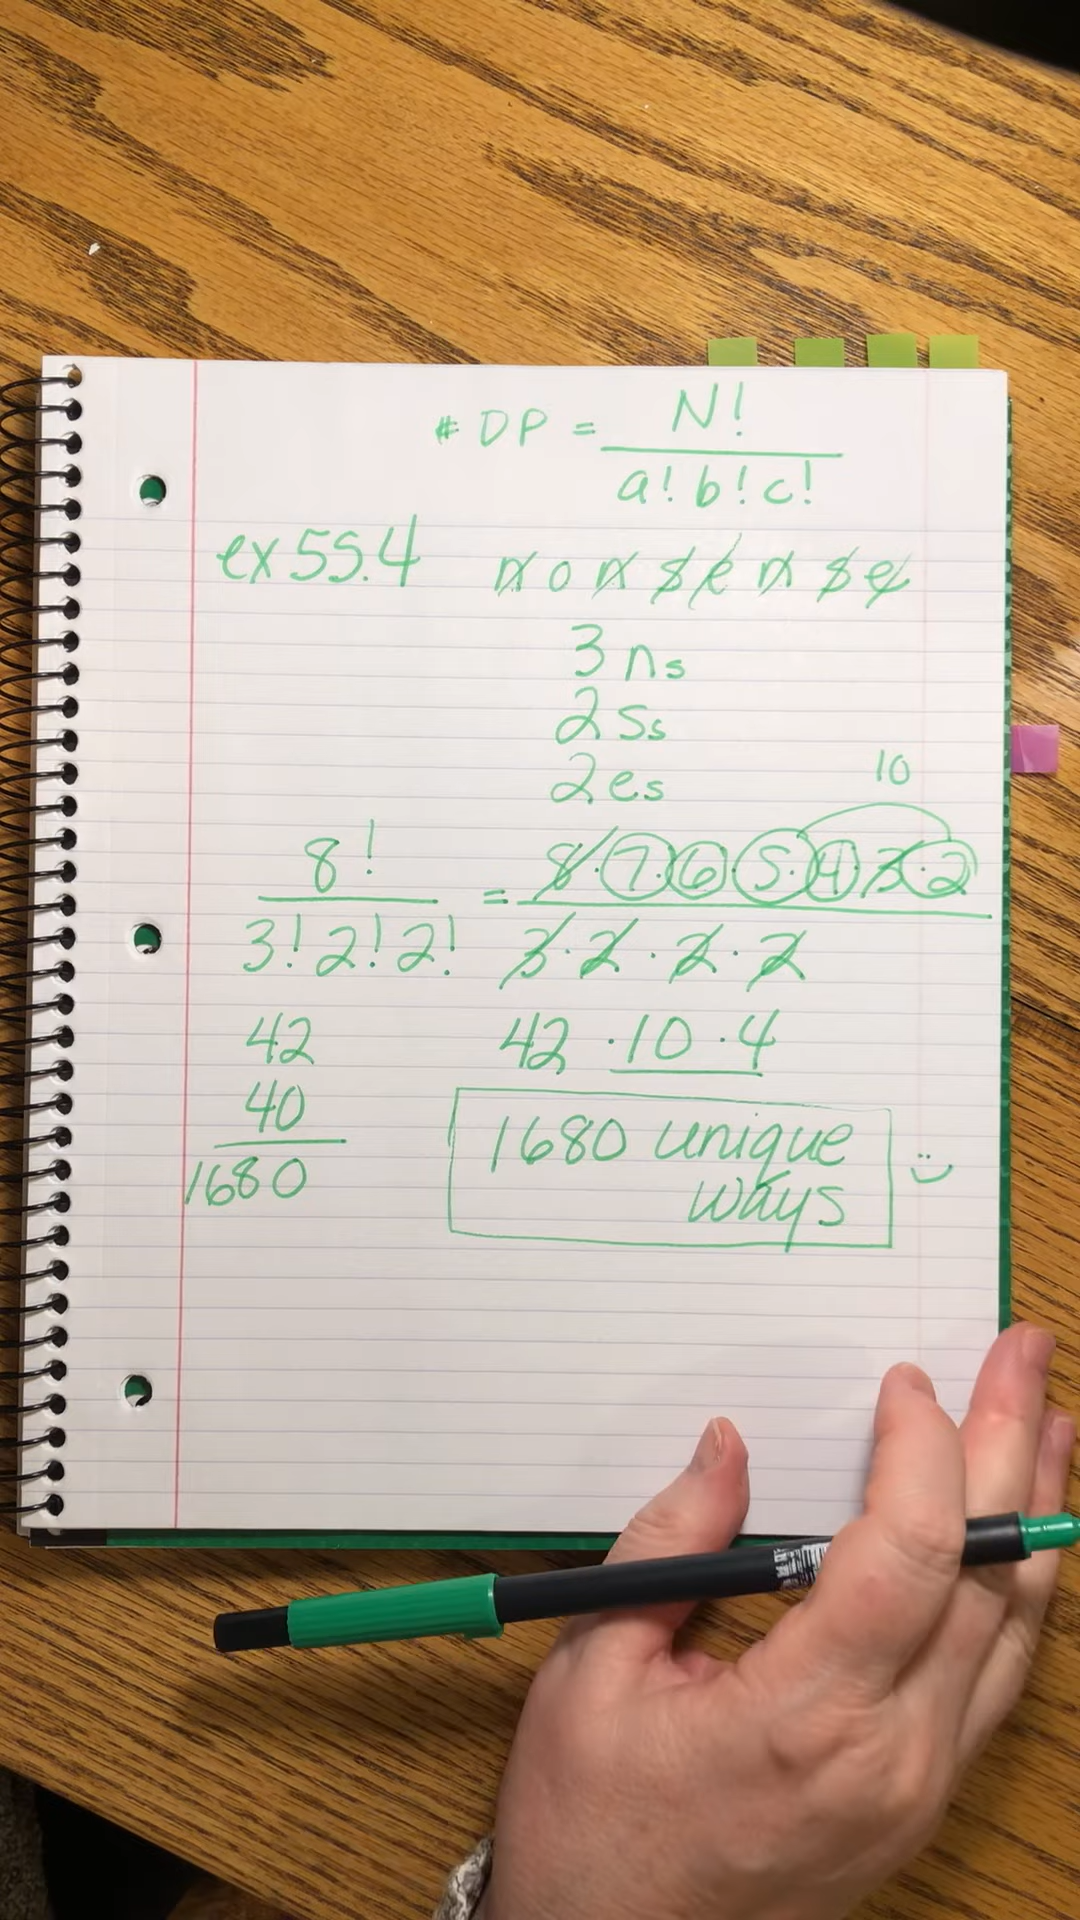 # DP = N! / a! b! c!
ex 55.4 n o n s e n s e
3 ns
2 Ss
2 es
10
8! / 3! 2! 2! = 8 · 7 · 6 · 5 · 4 · 3 · 2 / 3 · 2 · 2 · 2
42
40
1680
42 · 10 · 4
1680 unique
ways